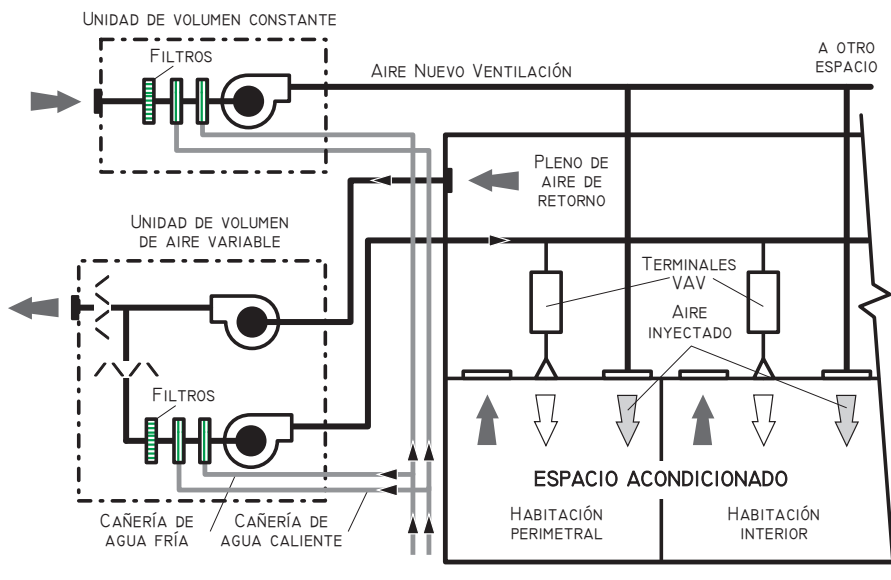 UNIDAD DE VOLUMEN CONSTANTE
FILTROS
AIRE NUEVO VENTILACIÓN
A OTRO
ESPACIO
PLENO DE
AIRE DE
RETORNO
UNIDAD DE VOLUMEN
DE AIRE VARIABLE
TERMINALES
VAV
AIRE
INYECTADO
FILTROS
ESPACIO ACONDICIONADO
CAÑERÍA DE
AGUA FRÍA
CAÑERÍA DE
AGUA CALIENTE
HABITACIÓN
PERIMETRAL
HABITACIÓN
INTERIOR